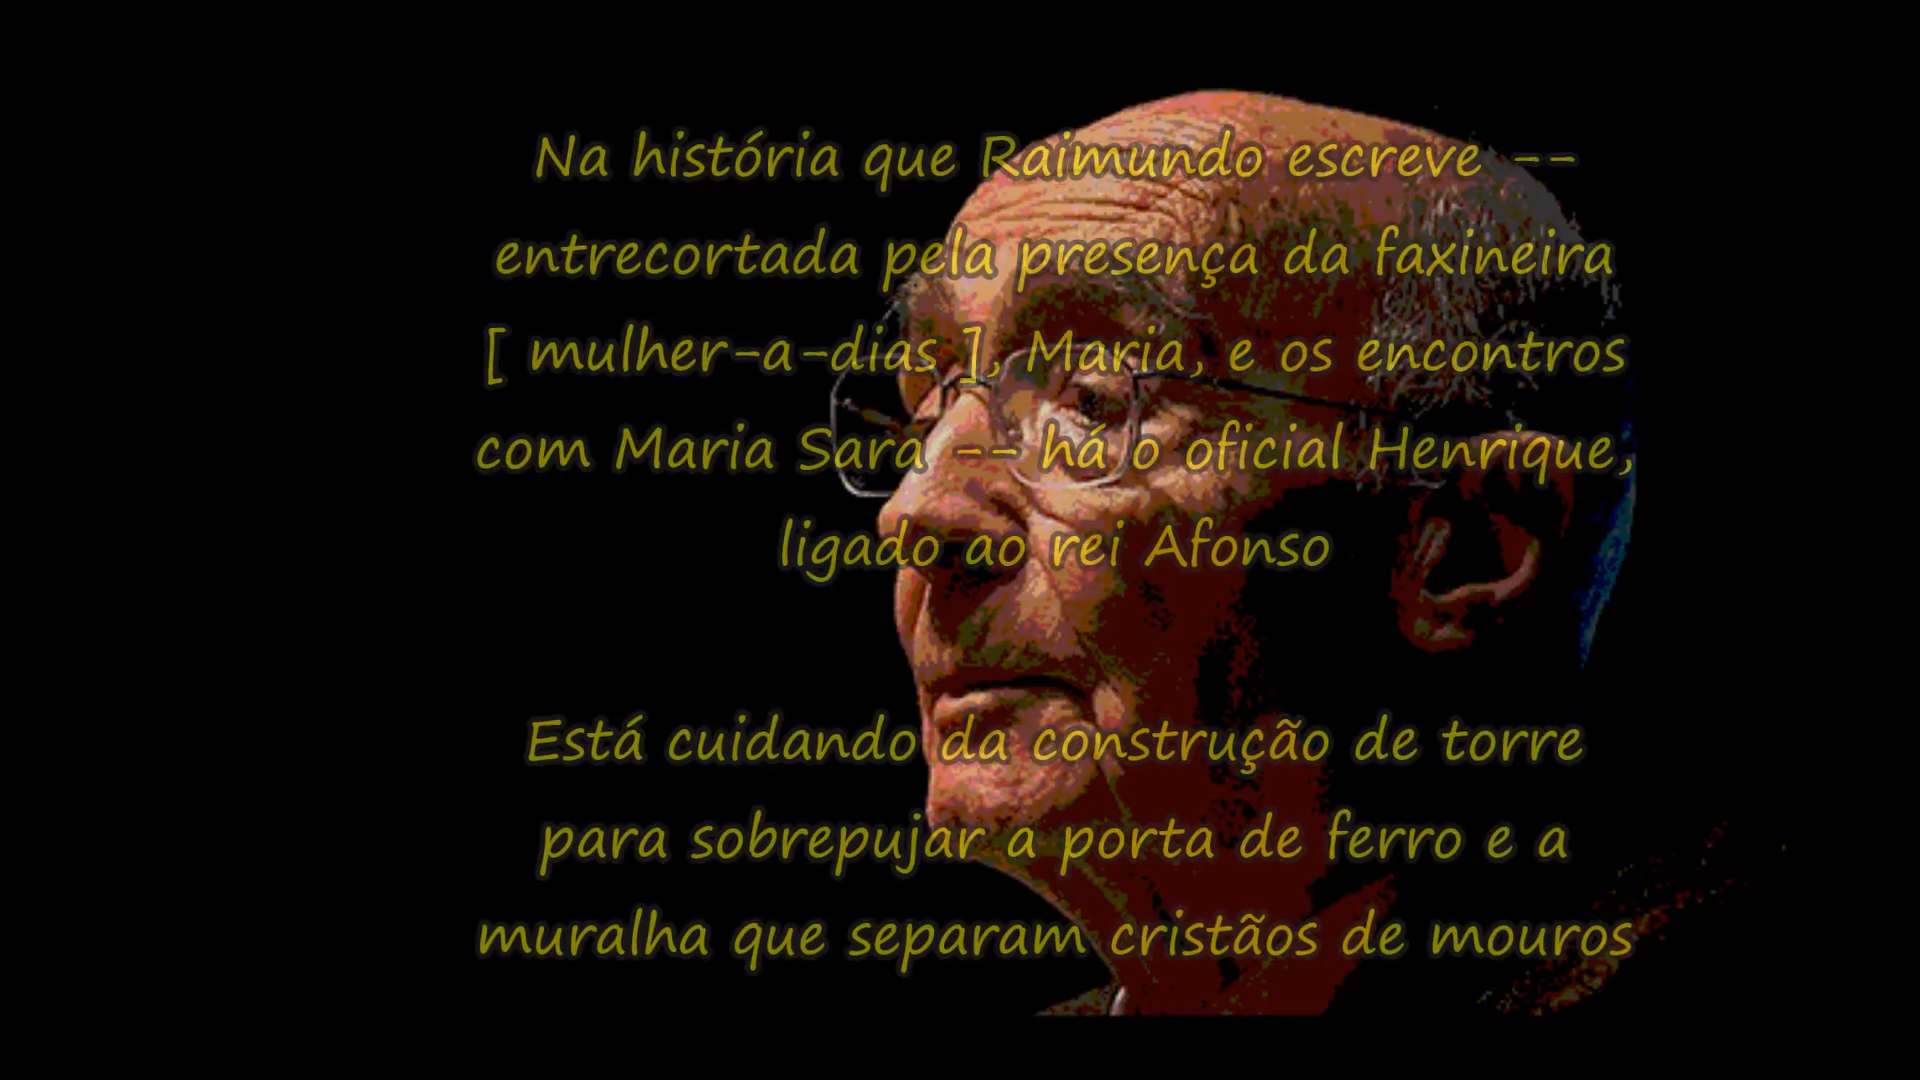 Na história que Raimundo escreve --
entrecortada pela presença da faxineira
[ mulher-a-dias ], Maria, e os encontros
com Maria Sara -- há o oficial Henrique,
ligado ao rei Afonso
Está cuidando da construção de torre
para sobrepujar a porta de ferro e a
muralha que separam cristãos de mouros